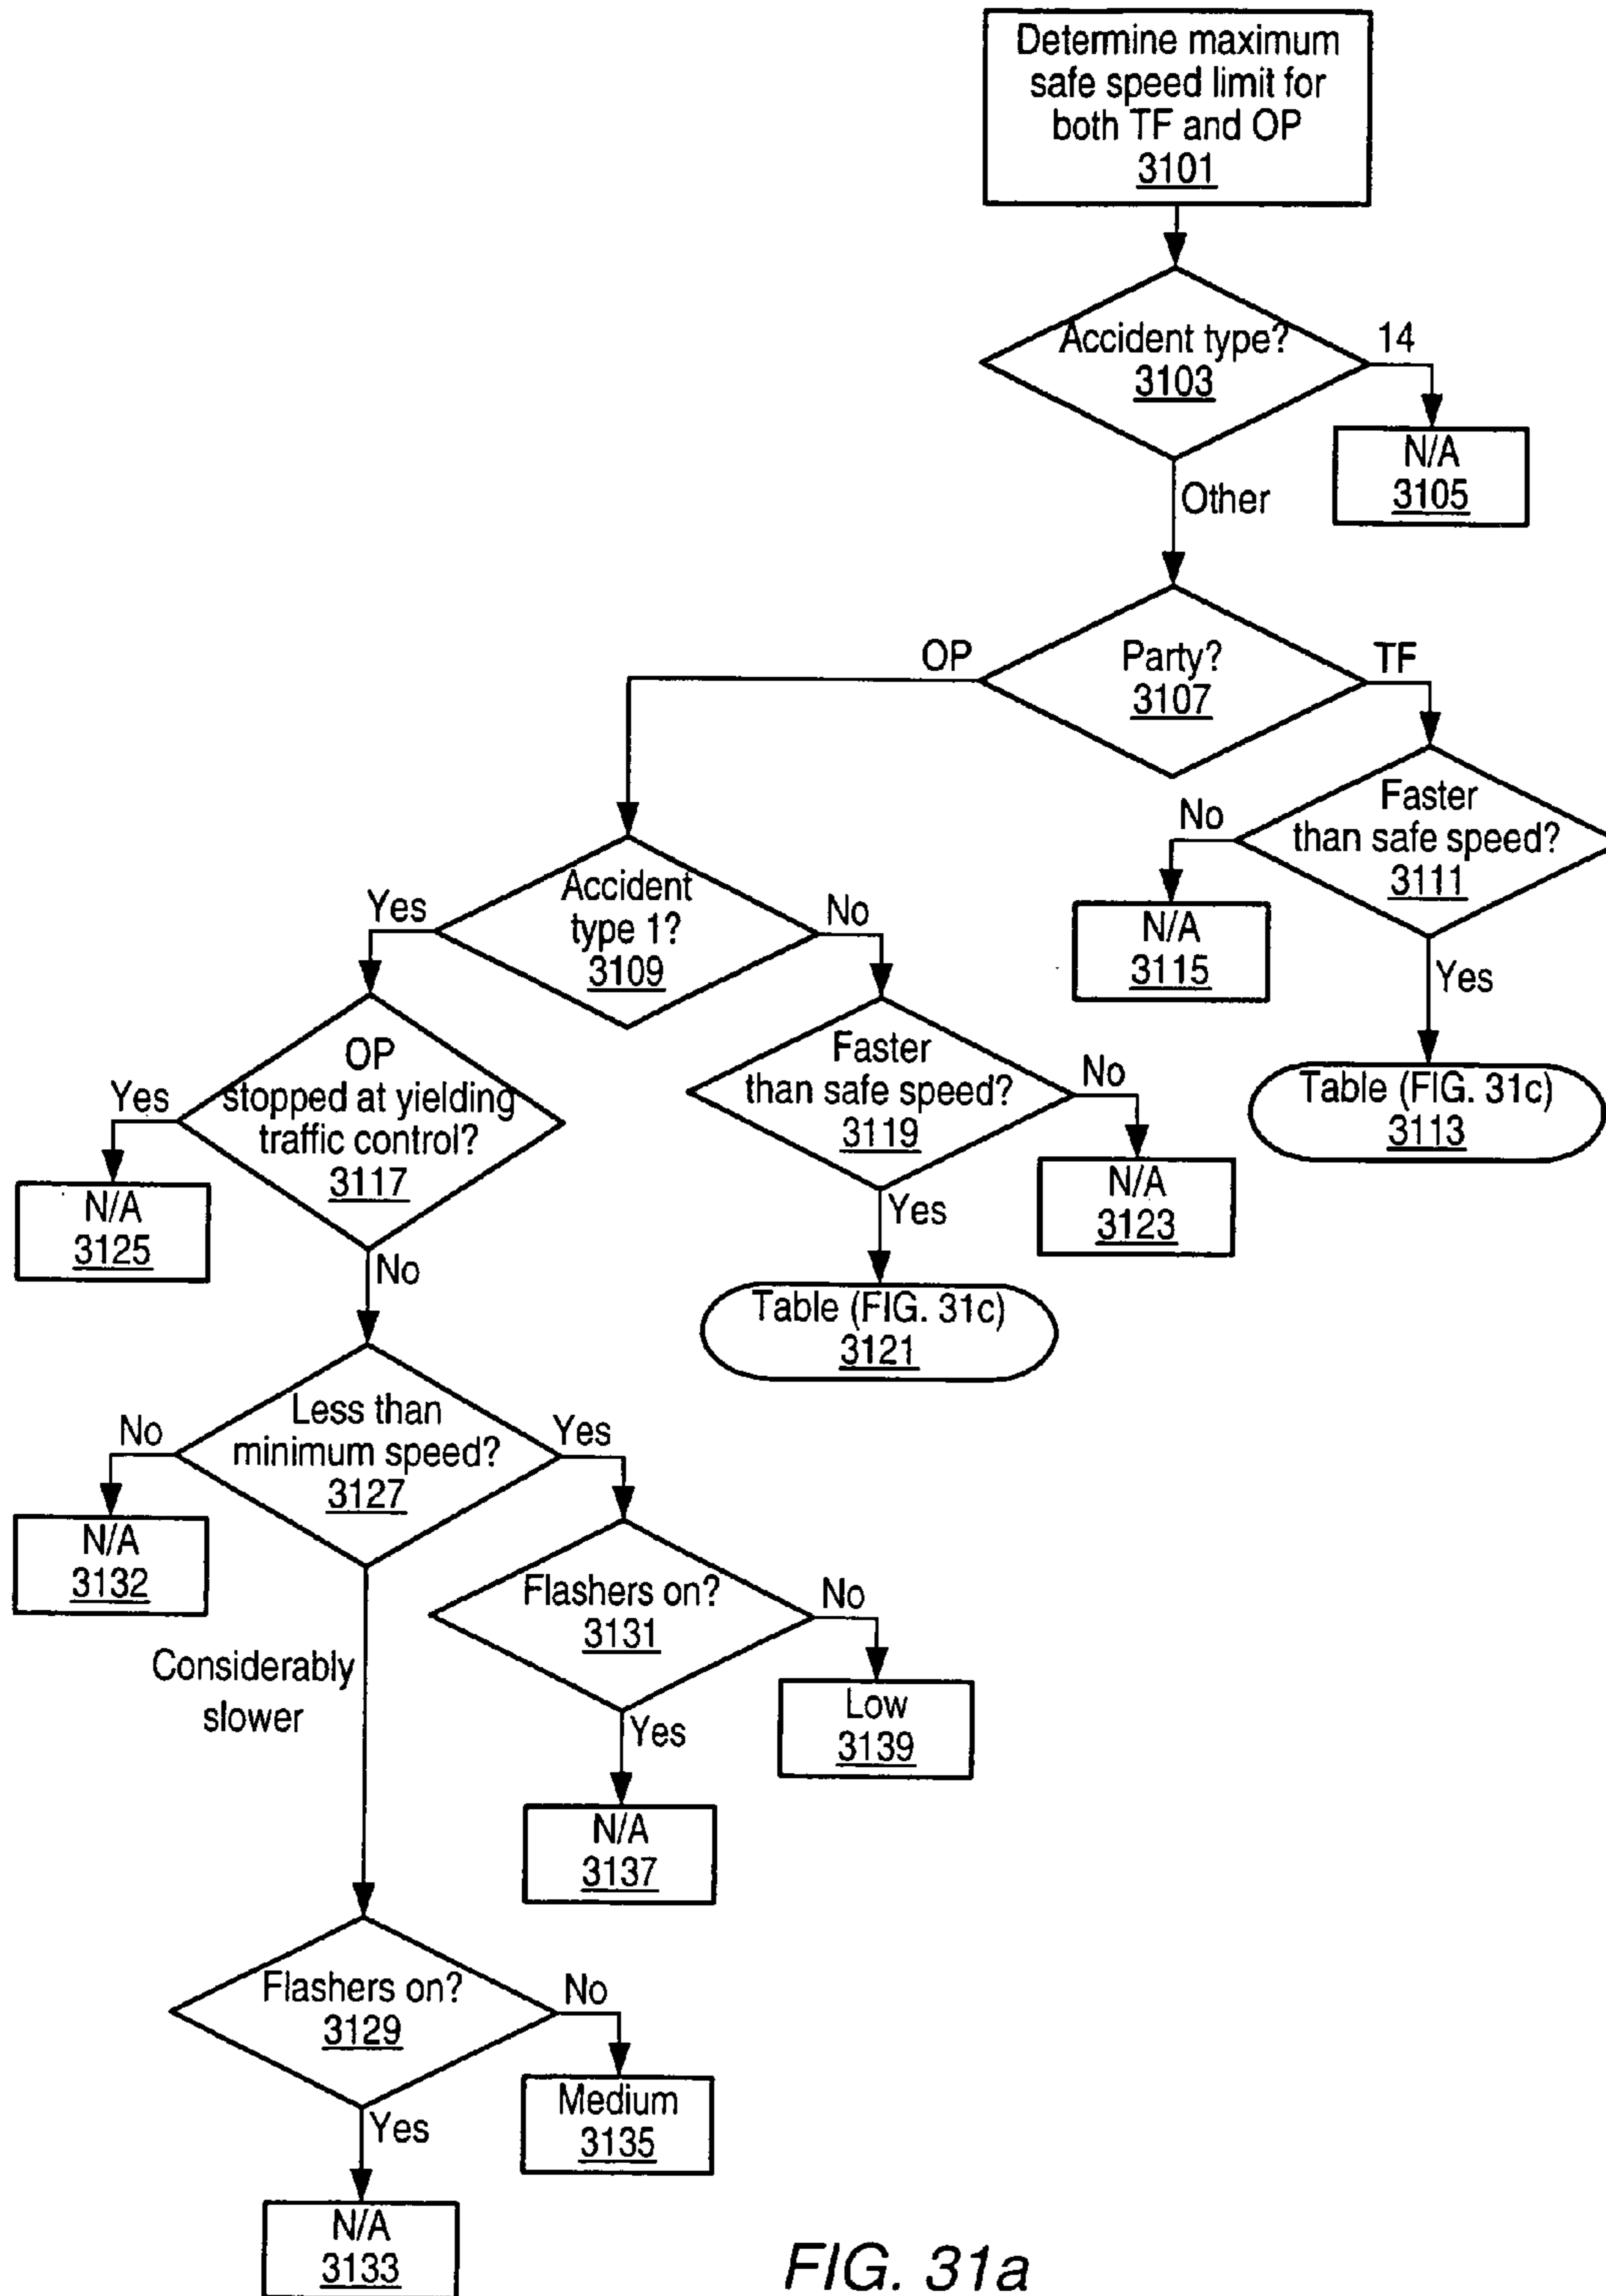 Determine maximum
safe speed limit for
both TF and OP
3101
Accident type?
3103
14
N/A
3105
Other
Party?
3107
OP
TF
Faster
than safe speed?
3111
No
N/A
3115
Yes
Table (FIG. 31c)
3113
Accident
type 1?
3109
Yes
No
OP
stopped at yielding
traffic control?
3117
Yes
N/A
3125
No
Faster
than safe speed?
3119
No
N/A
3123
Yes
Table (FIG. 31c)
3121
Less than
minimum speed?
3127
No
N/A
3132
Yes
Flashers on?
3131
No
Low
3139
Yes
N/A
3137
Considerably
slower
Flashers on?
3129
No
Medium
3135
Yes
N/A
3133
FIG. 31a